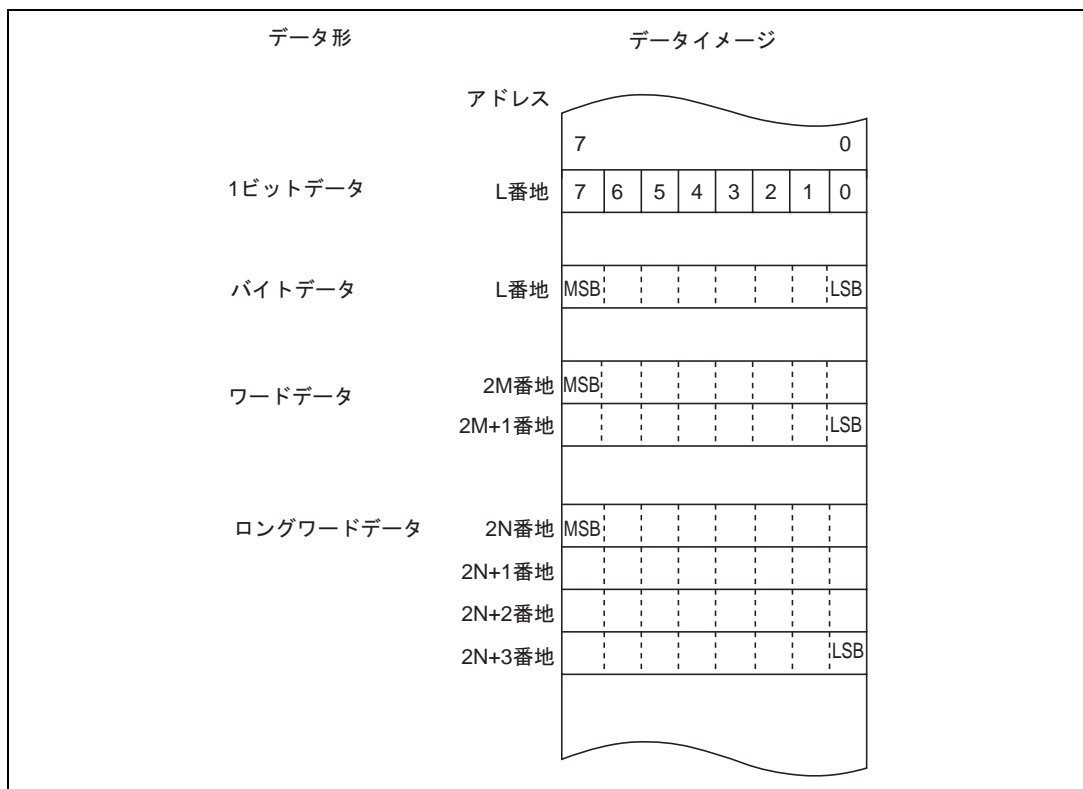 データ形 データイメージ
アドレス
7 0
1ビットデータ L番地 7 6 5 4 3 2 1 0
バイトデータ L番地 MSB LSB
ワードデータ 2M番地 MSB
2M+1番地 LSB
ロングワードデータ 2N番地 MSB
2N+1番地
2N+2番地
2N+3番地 LSB